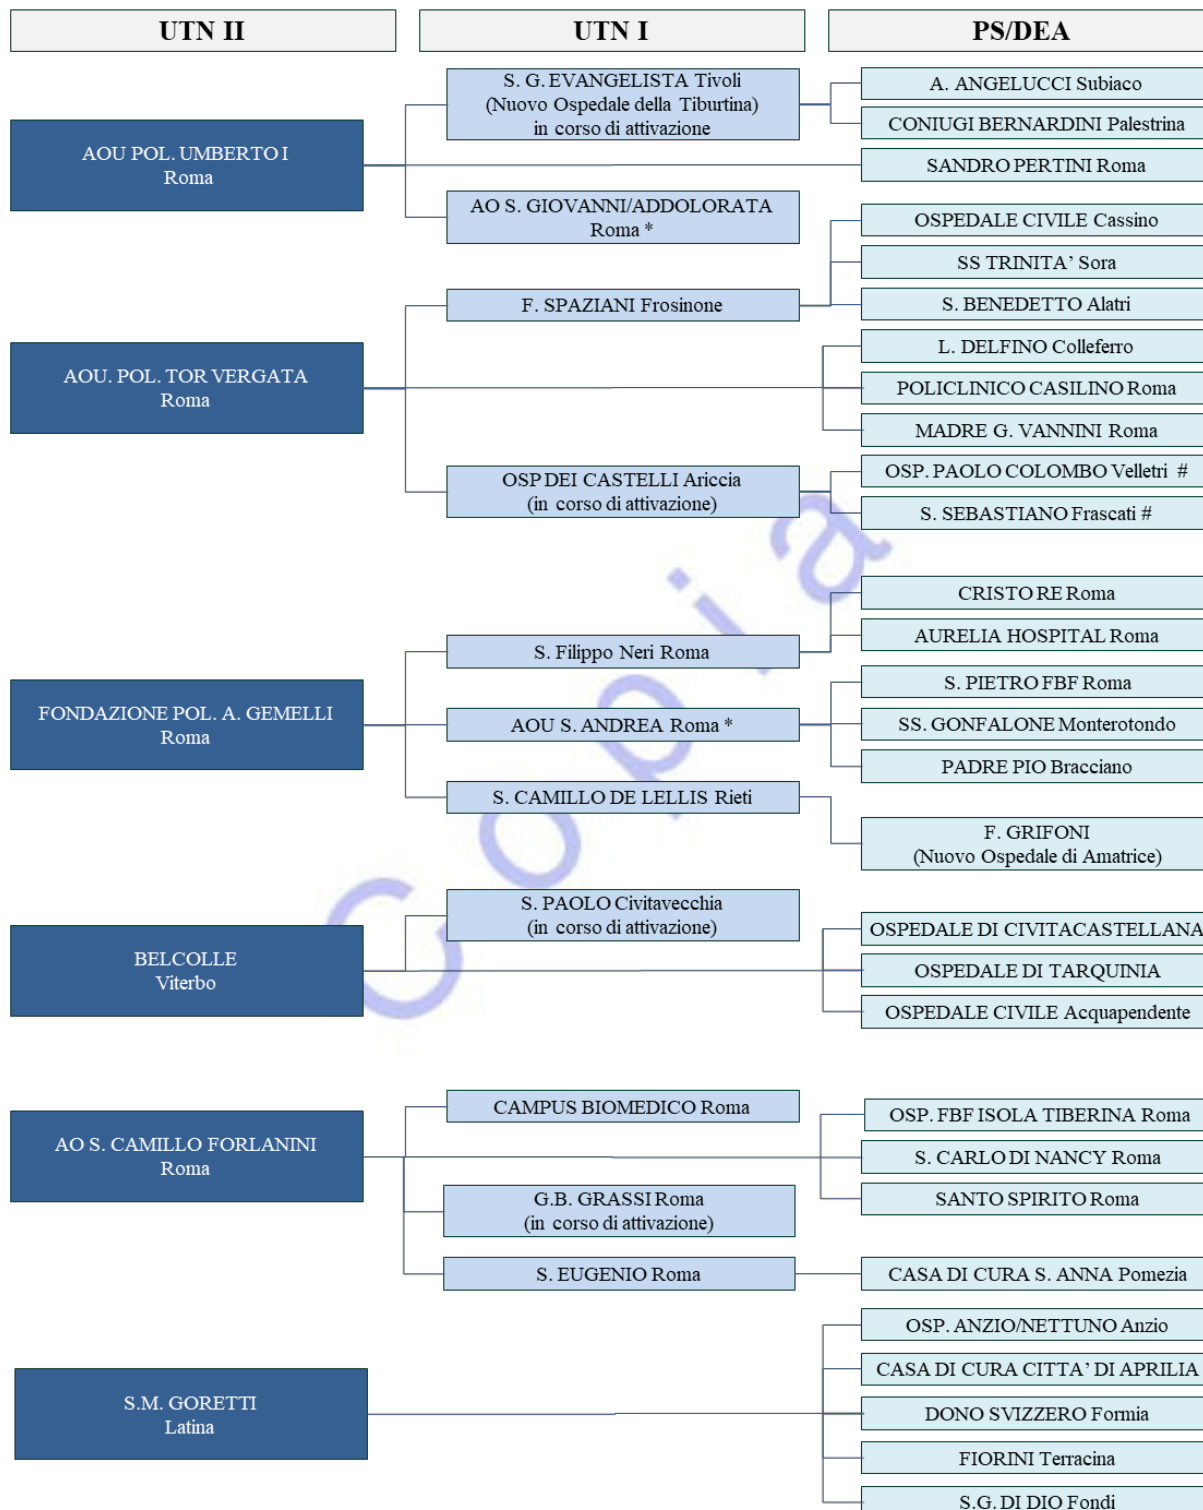 UTN II
UTN I
PS/DEA
AOU POL. UMBERTO I
Roma
S. G. EVANGELISTA Tivoli
(Nuovo Ospedale della Tiburtina)
in corso di attivazione
A. ANGELUCCI Subiaco
CONIUGI BERNARDINI Palestrina
SANDRO PERTINI Roma
AO S. GIOVANNI/ADDOLORATA
Roma *
AOU. POL. TOR VERGATA
Roma
F. SPAZIANI Frosinone
OSPEDALE CIVILE Cassino
SS TRINITA’ Sora
S. BENEDETTO Alatri
L. DELFINO Colleferro
POLICLINICO CASILINO Roma
MADRE G. VANNINI Roma
OSP DEI CASTELLI Ariccia
(in corso di attivazione)
OSP. PAOLO COLOMBO Velletri #
S. SEBASTIANO Frascati #
FONDAZIONE POL. A. GEMELLI
Roma
S. Filippo Neri Roma
CRISTO RE Roma
AURELIA HOSPITAL Roma
AOU S. ANDREA Roma *
S. PIETRO FBF Roma
SS. GONFALONE Monterotondo
PADRE PIO Bracciano
S. CAMILLO DE LELLIS Rieti
F. GRIFONI
(Nuovo Ospedale di Amatrice)
BELCOLLE
Viterbo
S. PAOLO Civitavecchia
(in corso di attivazione)
OSPEDALE DI CIVITACASTELLANA
OSPEDALE DI TARQUINIA
OSPEDALE CIVILE Acquapendente
AO S. CAMILLO FORLANINI
Roma
CAMPUS BIOMEDICO Roma
OSP. FBF ISOLA TIBERINA Roma
S. CARLO DI NANCY Roma
SANTO SPIRITO Roma
G.B. GRASSI Roma
(in corso di attivazione)
S. EUGENIO Roma
CASA DI CURA S. ANNA Pomezia
S.M. GORETTI
Latina
OSP. ANZIO/NETTUNO Anzio
CASA DI CURA CITTA’ DI APRILIA
DONO SVIZZERO Formia
FIORINI Terracina
S.G. DI DIO Fondi
Copia